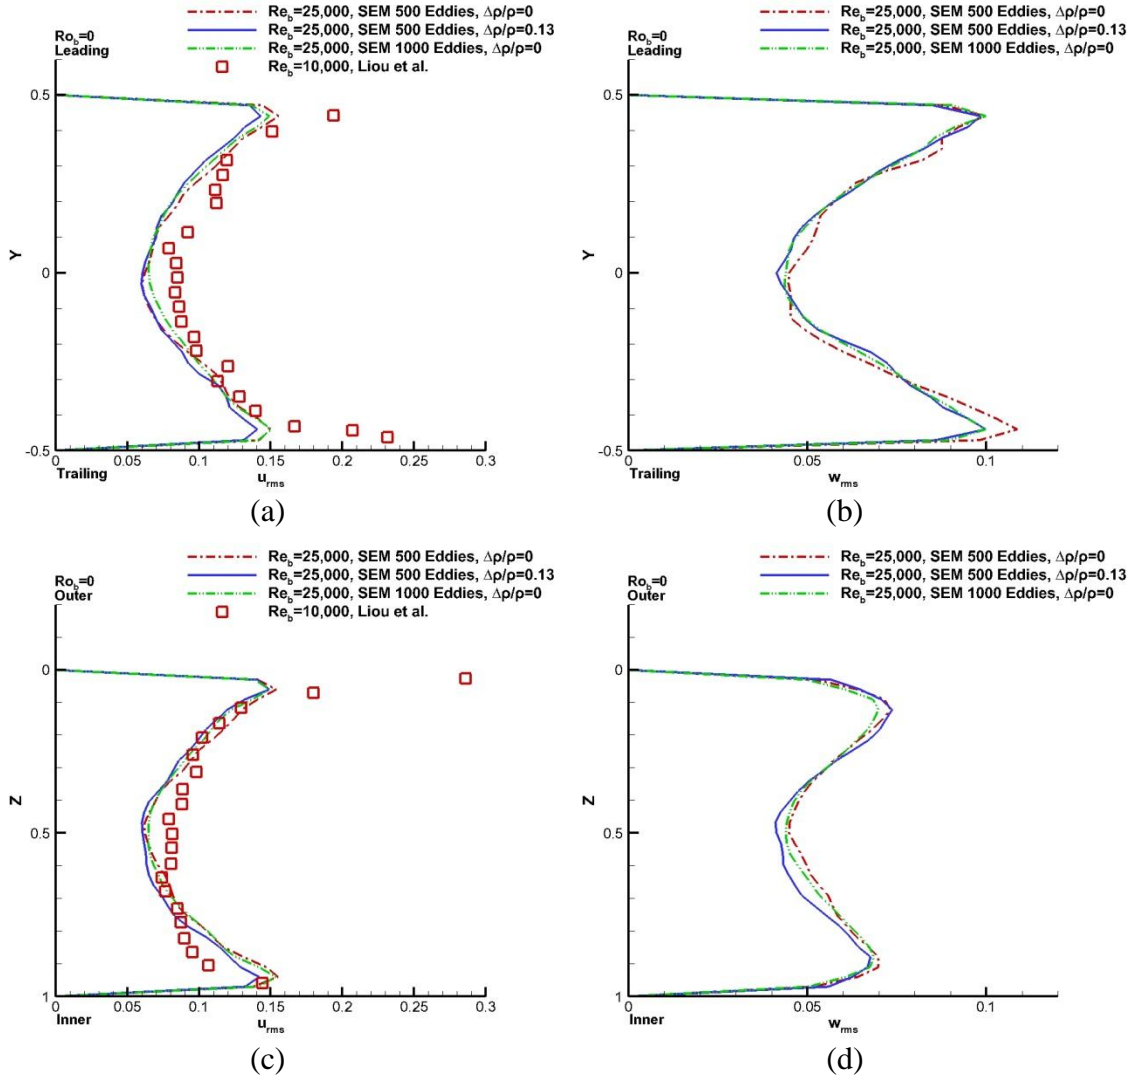 Re_b=25,000, SEM 500 Eddies, Δρ/ρ=0
Re_b=25,000, SEM 500 Eddies, Δρ/ρ=0.13
Re_b=25,000, SEM 1000 Eddies, Δρ/ρ=0
Re_b=10,000, Liou et al.
Ro_b=0
Leading
0.5
Y
0
-0.5
0.05
0.1
0.15
0.2
0.25
0.3
Trailing
u_rms
(a)
Re_b=25,000, SEM 500 Eddies, Δρ/ρ=0
Re_b=25,000, SEM 500 Eddies, Δρ/ρ=0.13
Re_b=25,000, SEM 1000 Eddies, Δρ/ρ=0
Ro_b=0
Leading
0.5
Y
0
-0.5
0
0.05
0.1
Trailing
w_rms
(b)
Re_b=25,000, SEM 500 Eddies, Δρ/ρ=0
Re_b=25,000, SEM 500 Eddies, Δρ/ρ=0.13
Re_b=25,000, SEM 1000 Eddies, Δρ/ρ=0
Re_b=10,000, Liou et al.
Ro_b=0
Outer
0
Z
0.5
1
0
0.05
0.1
0.15
0.2
0.25
0.3
Inner
u_rms
(c)
Re_b=25,000, SEM 500 Eddies, Δρ/ρ=0
Re_b=25,000, SEM 500 Eddies, Δρ/ρ=0.13
Re_b=25,000, SEM 1000 Eddies, Δρ/ρ=0
Ro_b=0
Outer
0
Z
0.5
1
0
0.05
0.1
Inner
w_rms
(d)